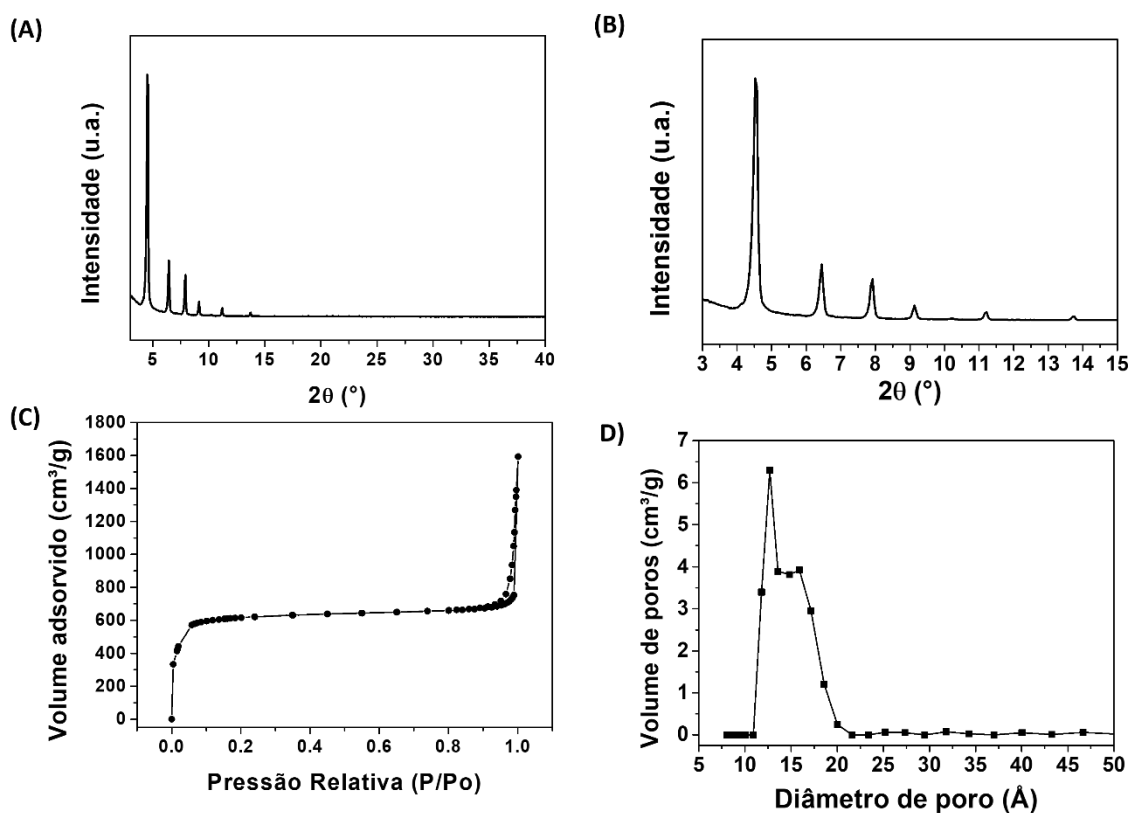 (A)
Intensidade (u.a.)
5 10 15 20 25 30 35 40
2θ (°)
(B)
Intensidade (u.a.)
3 4 5 6 7 8 9 10 11 12 13 14 15
2θ (°)
(C)
Volume adsorvido (cm³/g)
1800
1600
1400
1200
1000
800
600
400
200
0
0.0 0.2 0.4 0.6 0.8 1.0
Pressão Relativa (P/Po)
D)
Volume de poros (cm³/g)
7
6
5
4
3
2
1
0
5 10 15 20 25 30 35 40 45 50
Diâmetro de poro (Å)